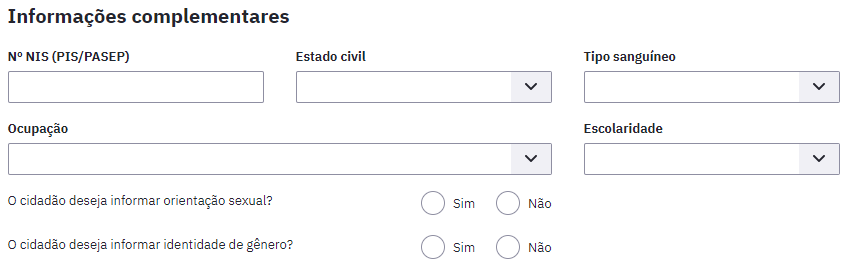 Informações complementares
Nº NIS (PIS/PASEP) Estado civil Tipo sanguíneo
Ocupação Escolaridade
O cidadão deseja informar orientação sexual? Sim Não
O cidadão deseja informar identidade de gênero? Sim Não